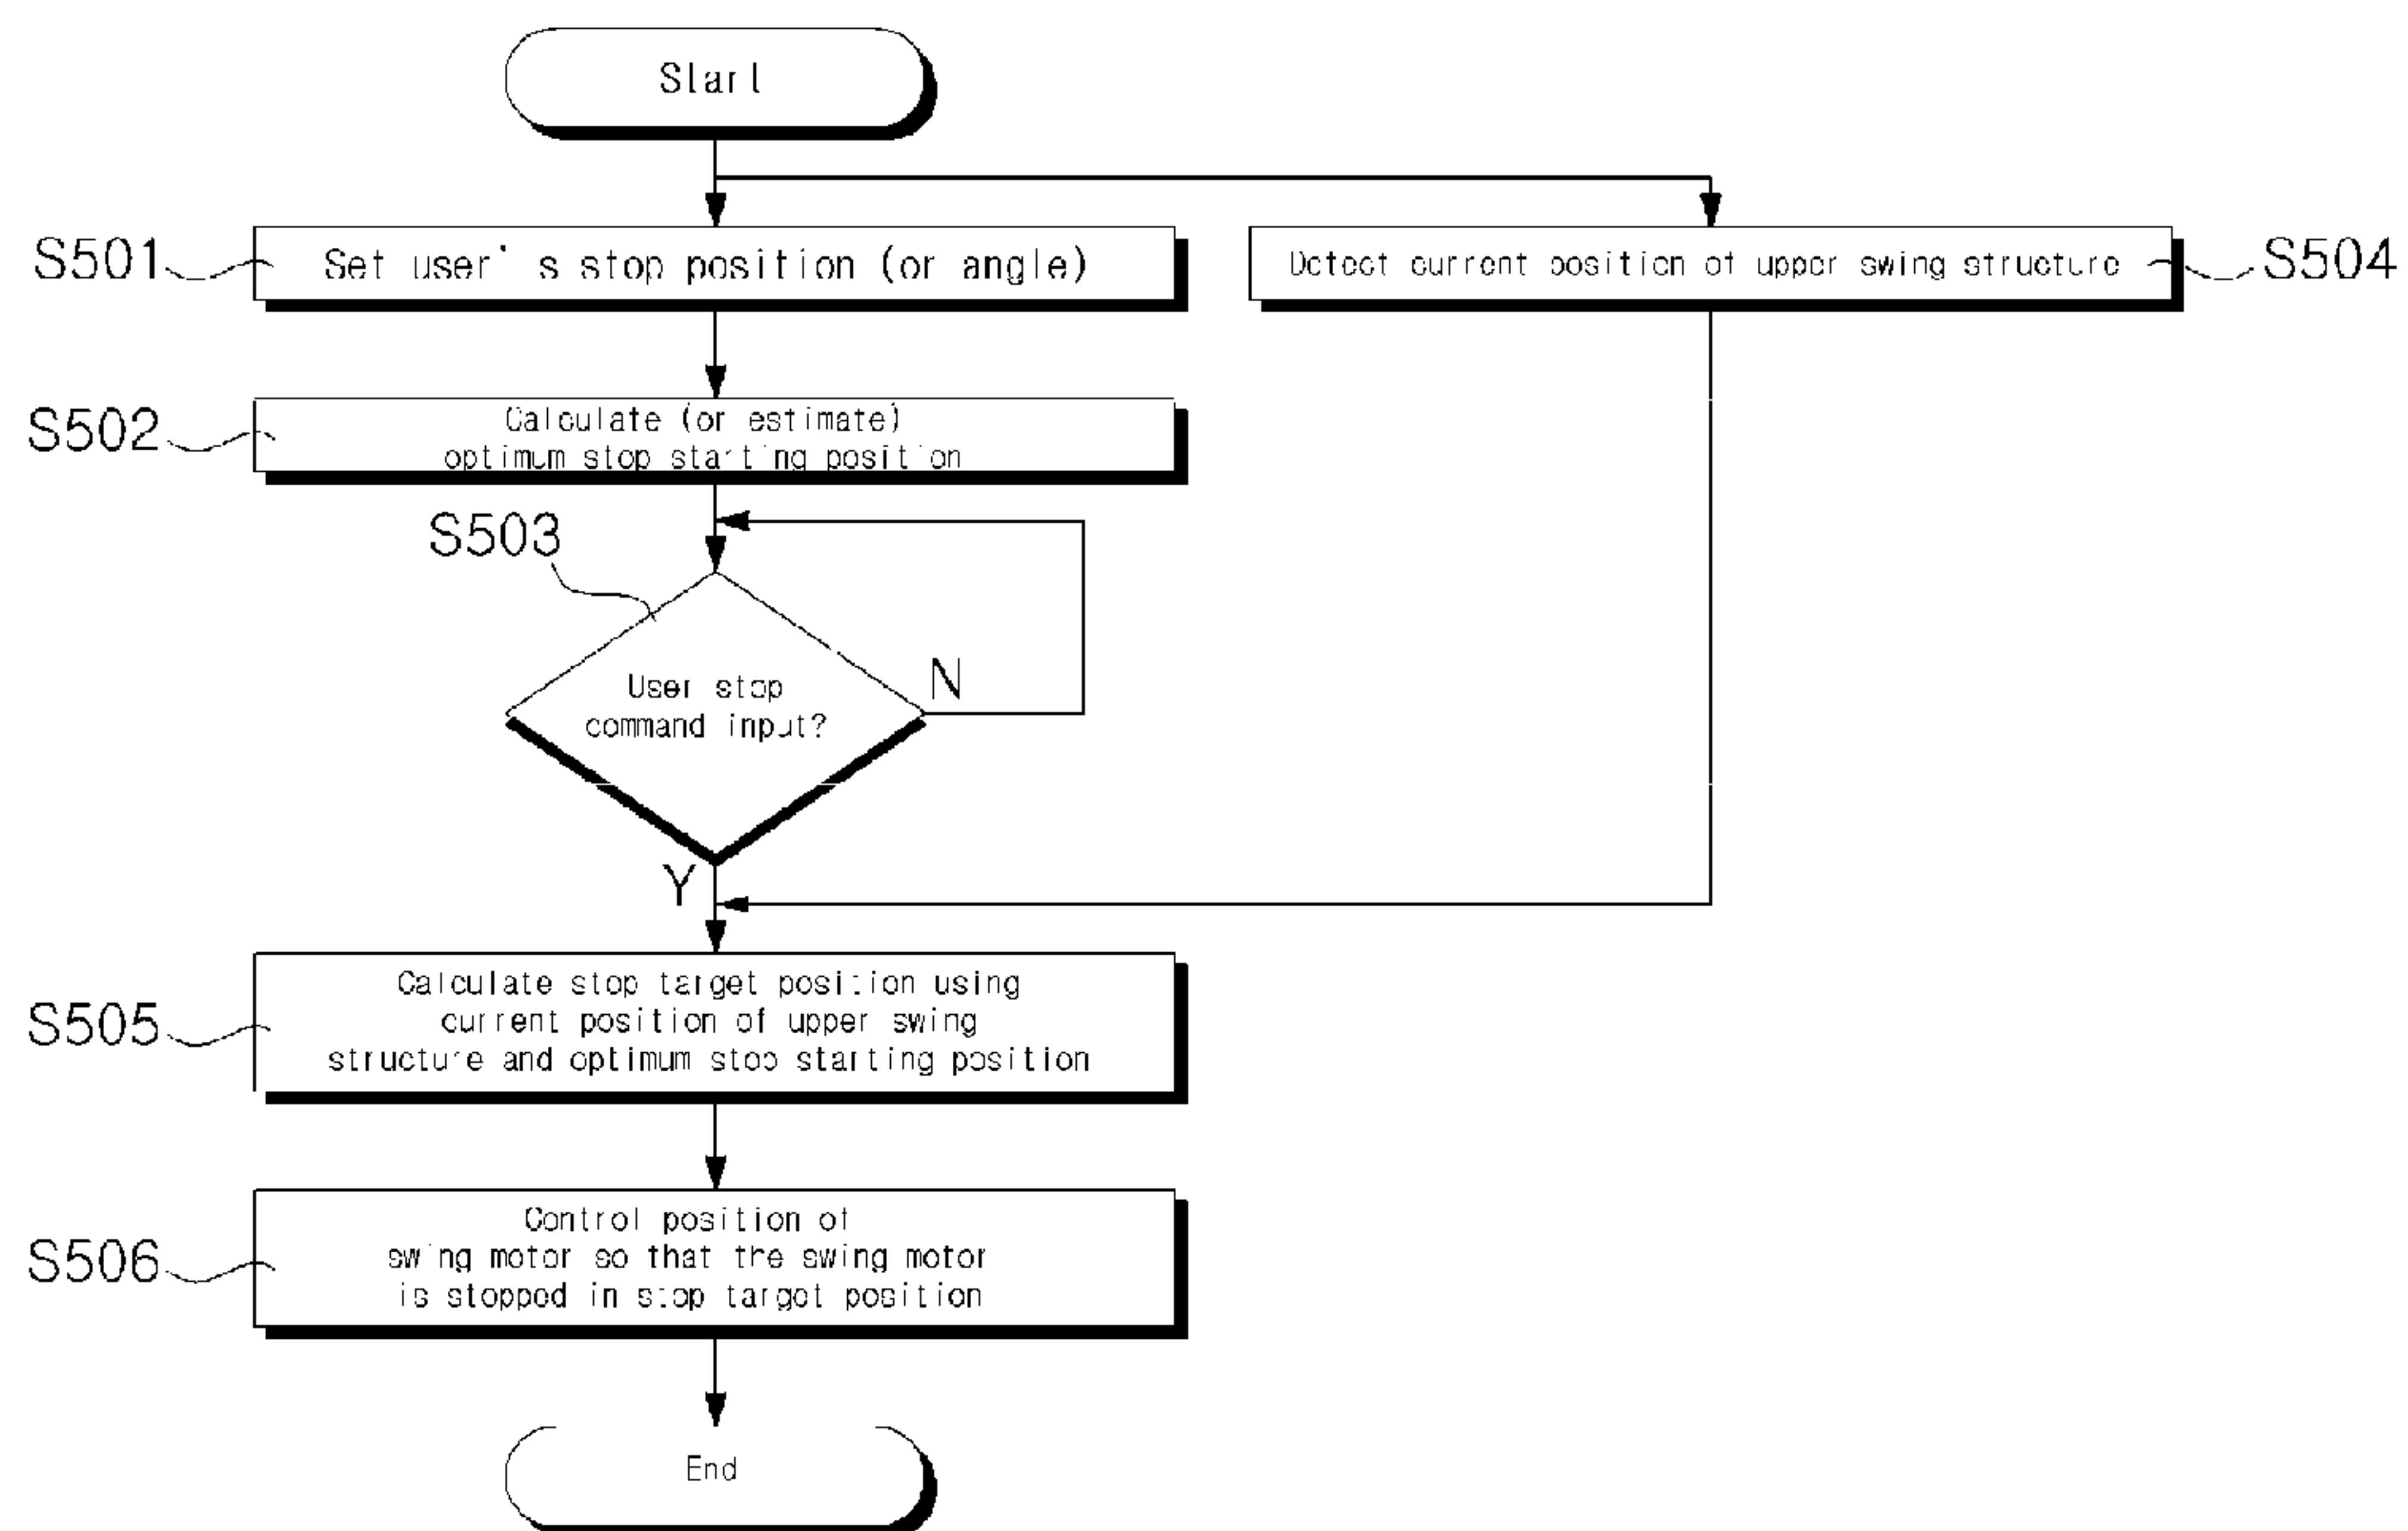 Start
S501
Set user's stop position (or angle)
Detect current position of upper swing structure
S504
S502
Calculate (or estimate)
optimum stop starting position
S503
User stop
command input?
N
Y
S505
Calculate stop target position using
current position of upper swing
structure and optimum stop starting position
S506
Control position of
swing motor so that the swing motor
is stopped in stop target position
End